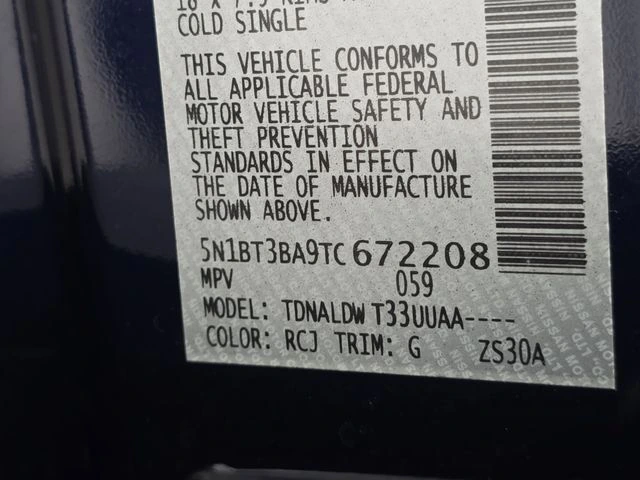 COLD SINGLE
THIS VEHICLE CONFORMS TO
ALL APPLICABLE FEDERAL
MOTOR VEHICLE SAFETY AND
THEFT PREVENTION
STANDARDS IN EFFECT ON
THE DATE OF MANUFACTURE
SHOWN ABOVE.
5N1BT3BA9TC672208
MPV 059
MODEL: TDNALDW T33UUAA----
COLOR: RCJ TRIM: G ZS30A